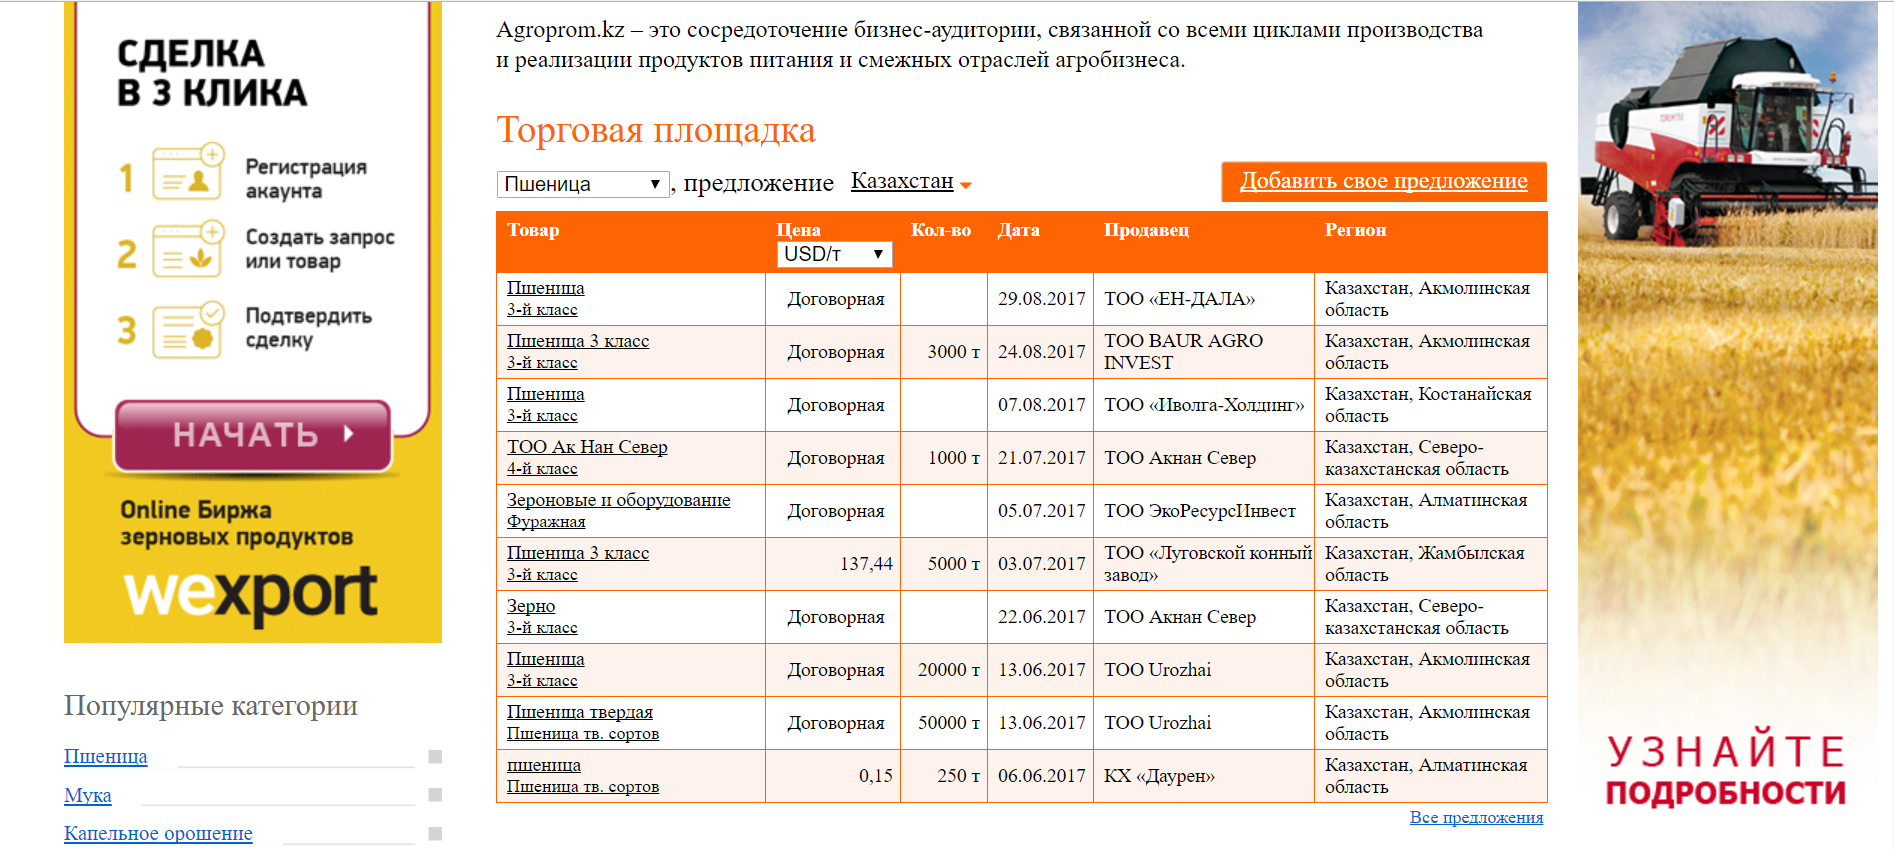 СДЕЛКА
В 3 КЛИКА
1 Регистрация
акаунта
2 Создать запрос
или товар
3 Подтвердить
сделку
НАЧАТЬ
Online Биржа
зерновых продуктов
wexport
Популярные категории
Пшеница
Мука
Капельное орошение
Agroprom.kz – это сосредоточение бизнес-аудитории, связанной со всеми циклами производства
и реализации продуктов питания и смежных отраслей агробизнеса.
Торговая площадка
Пшеница , предложение Казахстан Добавить свое предложение
Товар Цена Кол-во Дата Продавец Регион
USD/т
Пшеница Договорная 29.08.2017 ТОО «ЕН-ДАЛА» Казахстан, Акмолинская
3-й класс область
Пшеница 3 класс Договорная 3000 т 24.08.2017 ТОО BAUR AGRO Казахстан, Акмолинская
3-й класс INVEST область
Пшеница Договорная 07.08.2017 ТОО «Иволга-Холдинг» Казахстан, Костанайская
3-й класс область
ТОО Ак Нан Север Договорная 1000 т 21.07.2017 ТОО Акнан Север Казахстан, Северо-
4-й класс казахстанская область
Зероновые и оборудование Договорная 05.07.2017 ТОО ЭкоРесурсИнвест Казахстан, Алматинская
Фуражная область
Пшеница 3 класс 137,44 5000 т 03.07.2017 ТОО «Луговской конный Казахстан, Жамбылская
3-й класс завод» область
Зерно Договорная 22.06.2017 ТОО Акнан Север Казахстан, Северо-
3-й класс казахстанская область
Пшеница Договорная 20000 т 13.06.2017 ТОО Urozhai Казахстан, Акмолинская
3-й класс область
Пшеница твердая Договорная 50000 т 13.06.2017 ТОО Urozhai Казахстан, Акмолинская
Пшеница тв. сортов область
пшеница 0,15 250 т 06.06.2017 КХ «Даурен» Казахстан, Алматинская
Пшеница тв. сортов область
Все предложения
УЗНАЙТЕ
ПОДРОБНОСТИ